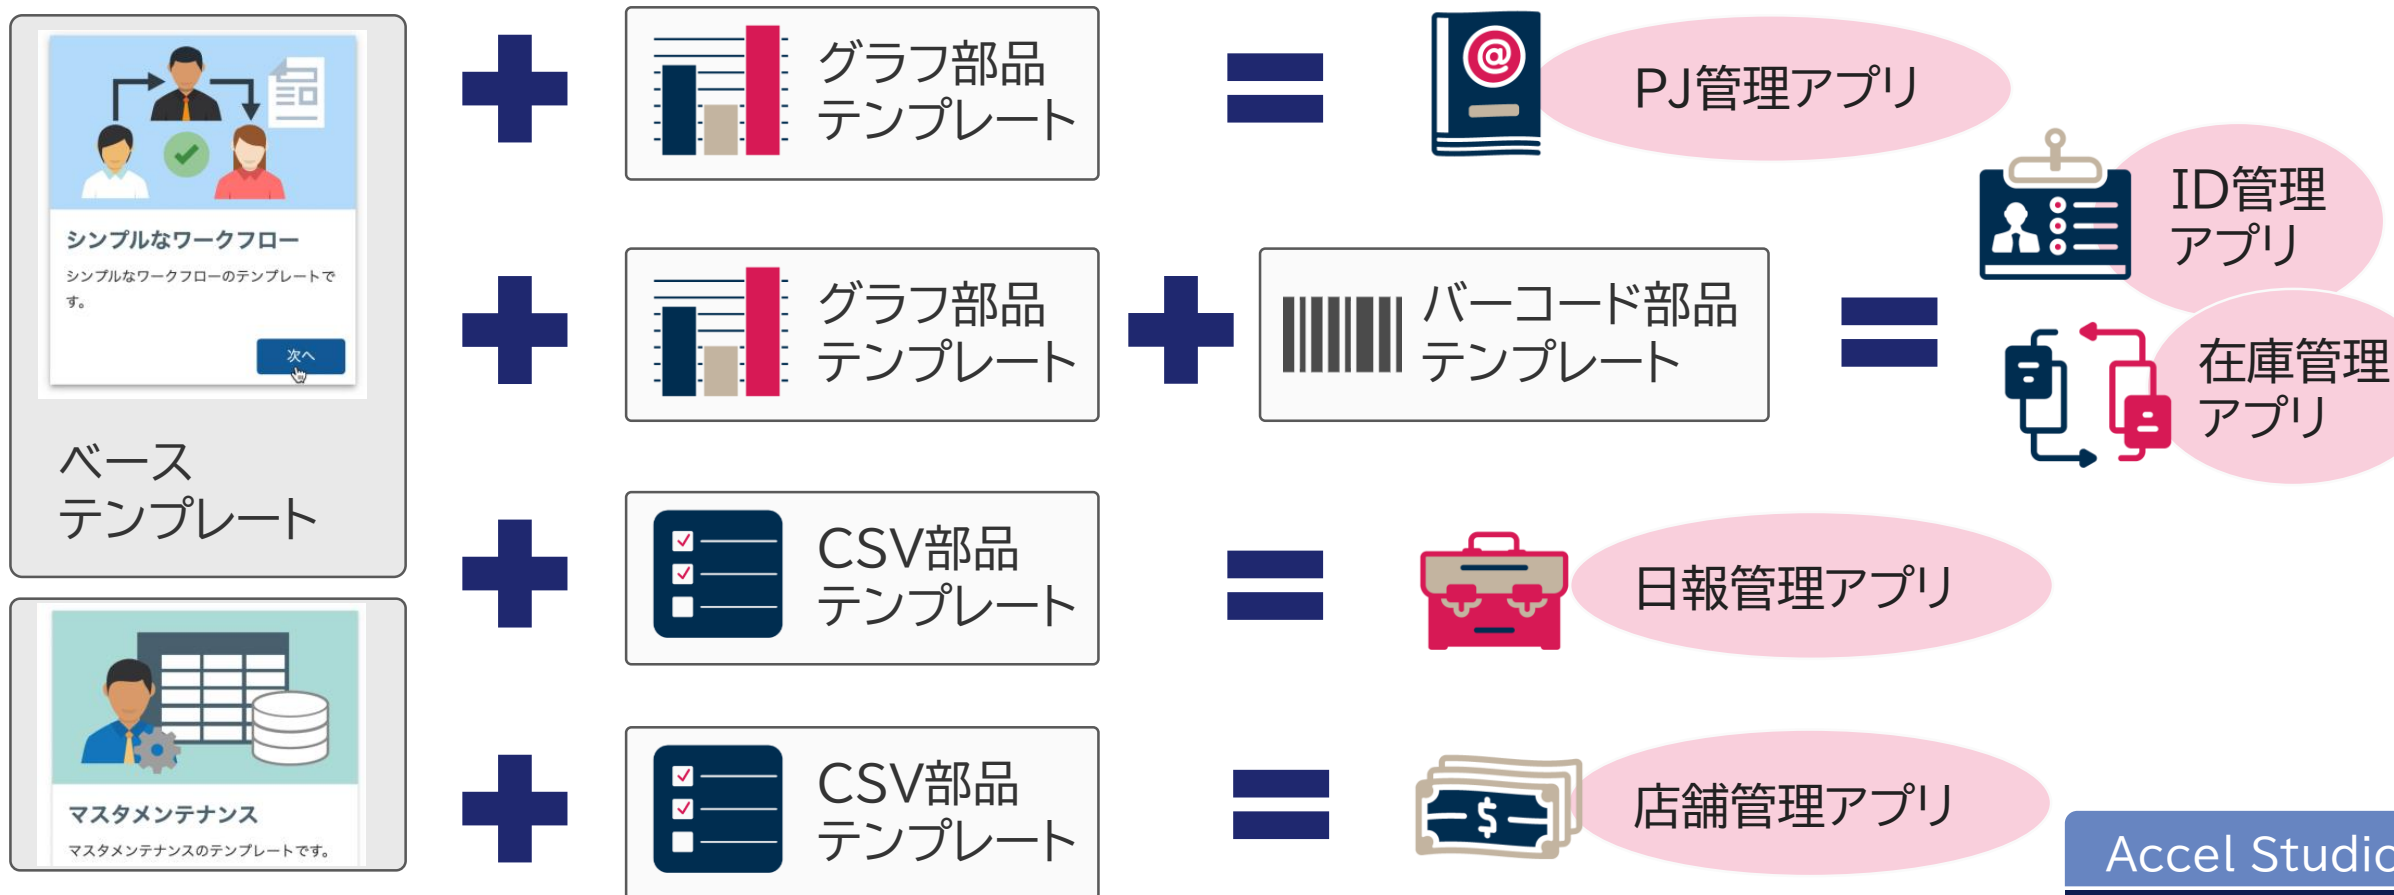 シンプルなワークフロー
シンプルなワークフローのテンプレートで
す。
次へ
ベース
テンプレート
マスタメンテナンス
マスタメンテナンスのテンプレートです。
グラフ部品
テンプレート
@
PJ管理アプリ
グラフ部品
テンプレート
バーコード部品
テンプレート
ID管理
アプリ
在庫管理
アプリ
CSV部品
テンプレート
日報管理アプリ
CSV部品
テンプレート
$
店舗管理アプリ
Accel Studio